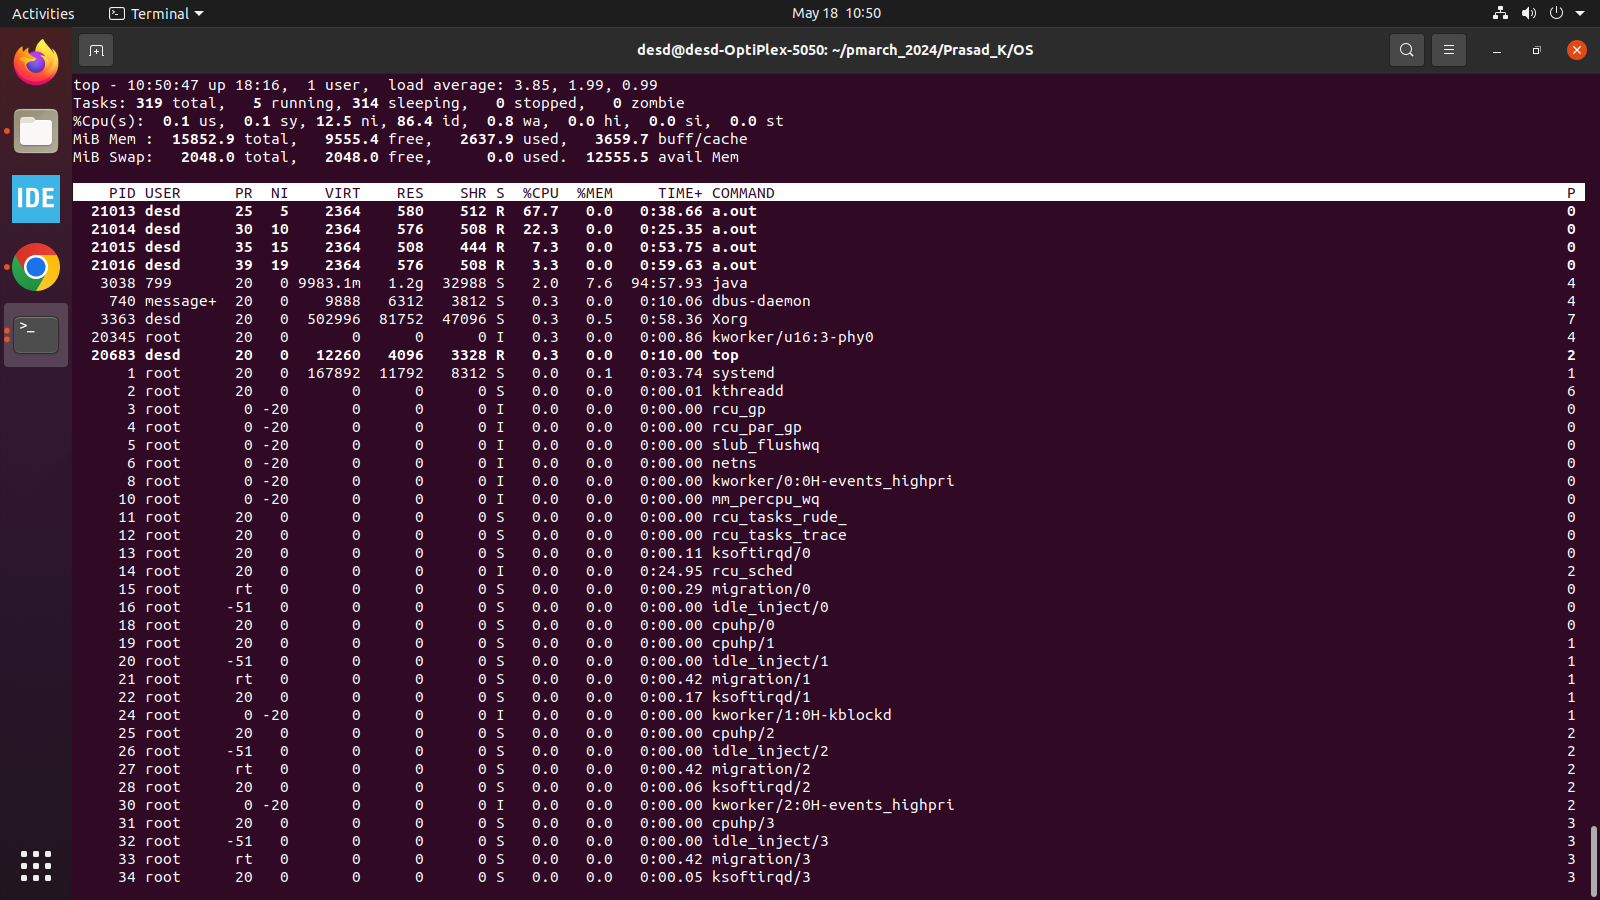 Activities Terminal May 18 10:50
desd@desd-OptiPlex-5050: ~/pmarch_2024/Prasad_K/OS
IDE
>_
top - 10:50:47 up 18:16,  1 user,  load average: 3.85, 1.99, 0.99
Tasks: 319 total,   5 running, 314 sleeping,   0 stopped,   0 zombie
%Cpu(s):  0.1 us,  0.1 sy, 12.5 ni, 86.4 id,  0.8 wa,  0.0 hi,  0.0 si,  0.0 st
MiB Mem :  15852.9 total,   9555.4 free,   2637.9 used,   3659.7 buff/cache
MiB Swap:   2048.0 total,   2048.0 free,      0.0 used.  12555.5 avail Mem
PID USER PR NI VIRT RES SHR S %CPU %MEM TIME+ COMMAND P
21013 desd 25 5 2364 580 512 R 67.7 0.0 0:38.66 a.out 0
21014 desd 30 10 2364 576 508 R 22.3 0.0 0:25.35 a.out 0
21015 desd 35 15 2364 508 444 R 7.3 0.0 0:53.75 a.out 0
21016 desd 39 19 2364 576 508 R 3.3 0.0 0:59.63 a.out 0
3038 799 20 0 9983.1m 1.2g 32988 S 2.0 7.6 94:57.93 java 4
740 message+ 20 0 9888 6312 3812 S 0.3 0.0 0:10.06 dbus-daemon 4
3363 desd 20 0 502996 81752 47096 S 0.3 0.5 0:58.36 Xorg 7
20345 root 20 0 0 0 0 I 0.3 0.0 0:00.86 kworker/u16:3-phy0 4
20683 desd 20 0 12260 4096 3328 R 0.3 0.0 0:10.00 top 2
1 root 20 0 167892 11792 8312 S 0.0 0.1 0:03.74 systemd 1
2 root 20 0 0 0 0 S 0.0 0.0 0:00.01 kthreadd 6
3 root 0 -20 0 0 0 I 0.0 0.0 0:00.00 rcu_gp 0
4 root 0 -20 0 0 0 I 0.0 0.0 0:00.00 rcu_par_gp 0
5 root 0 -20 0 0 0 I 0.0 0.0 0:00.00 slub_flushwq 0
6 root 0 -20 0 0 0 I 0.0 0.0 0:00.00 netns 0
8 root 0 -20 0 0 0 I 0.0 0.0 0:00.00 kworker/0:0H-events_highpri 0
10 root 0 -20 0 0 0 I 0.0 0.0 0:00.00 mm_percpu_wq 0
11 root 20 0 0 0 0 S 0.0 0.0 0:00.00 rcu_tasks_rude_ 0
12 root 20 0 0 0 0 S 0.0 0.0 0:00.00 rcu_tasks_trace 0
13 root 20 0 0 0 0 S 0.0 0.0 0:00.11 ksoftirqd/0 0
14 root 20 0 0 0 0 I 0.0 0.0 0:24.95 rcu_sched 2
15 root rt 0 0 0 0 S 0.0 0.0 0:00.29 migration/0 0
16 root -51 0 0 0 0 S 0.0 0.0 0:00.00 idle_inject/0 0
18 root 20 0 0 0 0 S 0.0 0.0 0:00.00 cpuhp/0 0
19 root 20 0 0 0 0 S 0.0 0.0 0:00.00 cpuhp/1 1
20 root -51 0 0 0 0 S 0.0 0.0 0:00.00 idle_inject/1 1
21 root rt 0 0 0 0 S 0.0 0.0 0:00.42 migration/1 1
22 root 20 0 0 0 0 S 0.0 0.0 0:00.17 ksoftirqd/1 1
24 root 0 -20 0 0 0 I 0.0 0.0 0:00.00 kworker/1:0H-kblockd 1
25 root 20 0 0 0 0 S 0.0 0.0 0:00.00 cpuhp/2 2
26 root -51 0 0 0 0 S 0.0 0.0 0:00.00 idle_inject/2 2
27 root rt 0 0 0 0 S 0.0 0.0 0:00.42 migration/2 2
28 root 20 0 0 0 0 S 0.0 0.0 0:00.06 ksoftirqd/2 2
30 root 0 -20 0 0 0 I 0.0 0.0 0:00.00 kworker/2:0H-events_highpri 2
31 root 20 0 0 0 0 S 0.0 0.0 0:00.00 cpuhp/3 3
32 root -51 0 0 0 0 S 0.0 0.0 0:00.00 idle_inject/3 3
33 root rt 0 0 0 0 S 0.0 0.0 0:00.42 migration/3 3
34 root 20 0 0 0 0 S 0.0 0.0 0:00.05 ksoftirqd/3 3